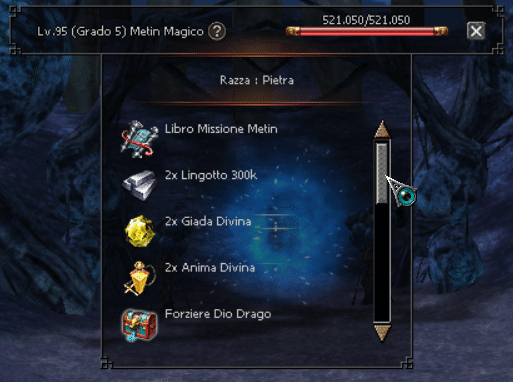 521.050/521.050
Lv.95 (Grado 5) Metin Magico ?
Razza : Pietra
Libro Missione Metin
2x Lingotto 300k
2x Giada Divina
2x Anima Divina
Forziere Dio Drago